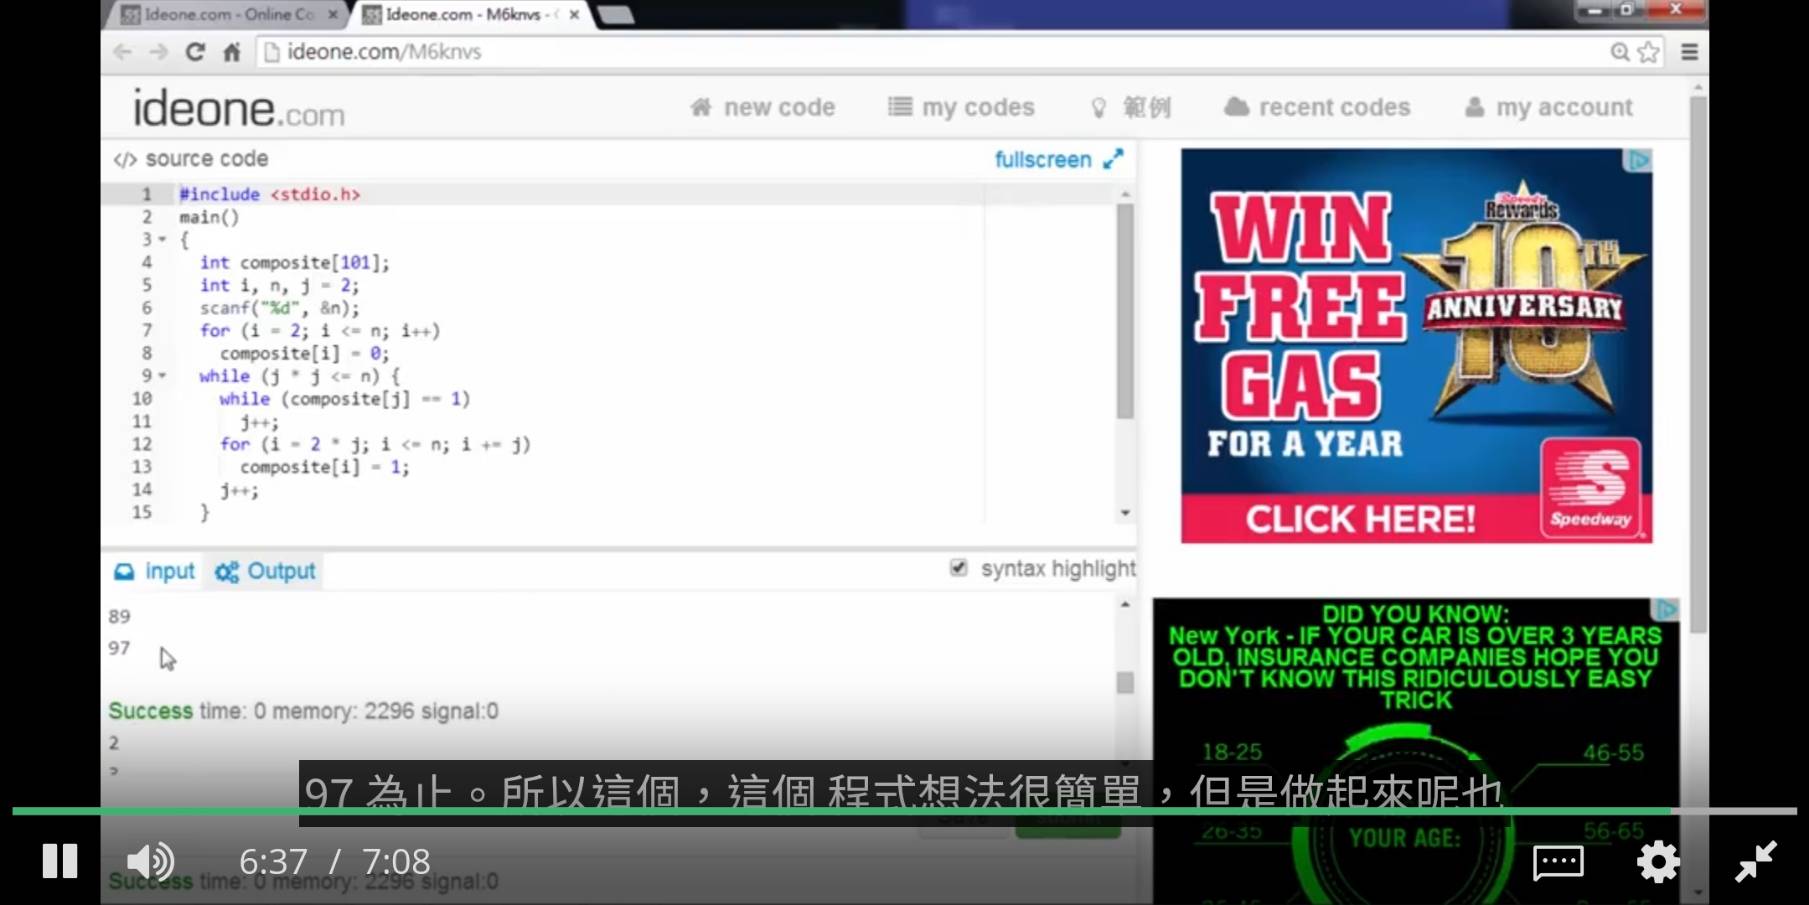 Ideone.com - Online Co
Ideone.com - M6knvs -
ideone.com/M6knvs
ideone.com
new code
my codes
範例
recent codes
my account
</> source code
fullscreen
1 #include <stdio.h>
2 main()
3 {
4 int composite[101];
5 int i, n, j = 2;
6 scanf("%d", &n);
7 for (i = 2; i <= n; i++)
8 composite[i] = 0;
9 while (j * j <= n) {
10 while (composite[j] == 1)
11 j++;
12 for (i = 2 * j; i <= n; i += j)
13 composite[i] = 1;
14 j++;
15 }
input
Output
syntax highlight
89
97
Success time: 0 memory: 2296 signal:0
2
97 為止。所以這個,這個 程式想法很簡單,但是做起來呢也
6:37 / 7:08
Success time: 0 memory: 2296 signal:0
Speedy
Rewards
WIN
FREE
GAS
FOR A YEAR
10TH
ANNIVERSARY
CLICK HERE!
Speedway
DID YOU KNOW:
New York - IF YOUR CAR IS OVER 3 YEARS
OLD, INSURANCE COMPANIES HOPE YOU
DON'T KNOW THIS RIDICULOUSLY EASY
TRICK
18-25
46-55
26-35
YOUR AGE:
56-65